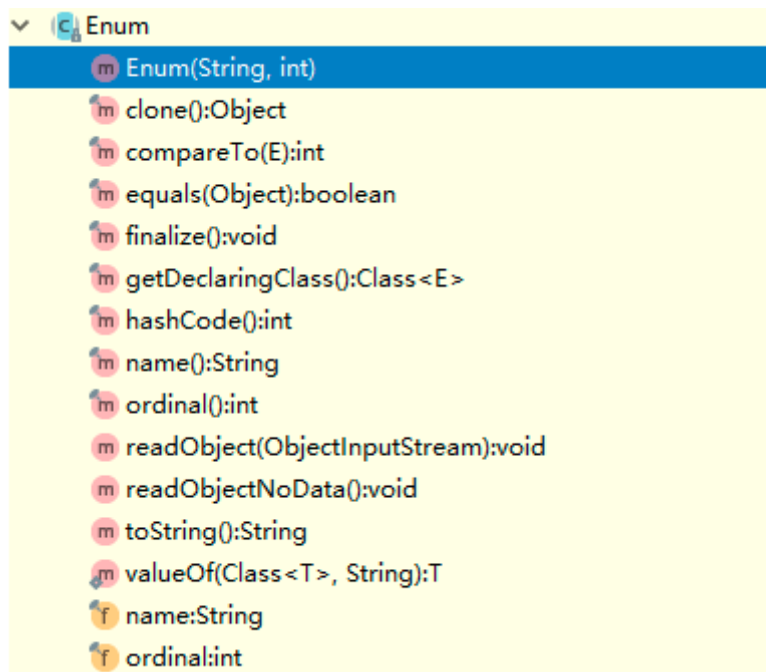 Enum
Enum(String, int)
clone():Object
compareTo(E):int
equals(Object):boolean
finalize():void
getDeclaringClass():Class<E>
hashCode():int
name():String
ordinal():int
readObject(ObjectInputStream):void
readObjectNoData():void
toString():String
valueOf(Class<T>, String):T
name:String
ordinal:int